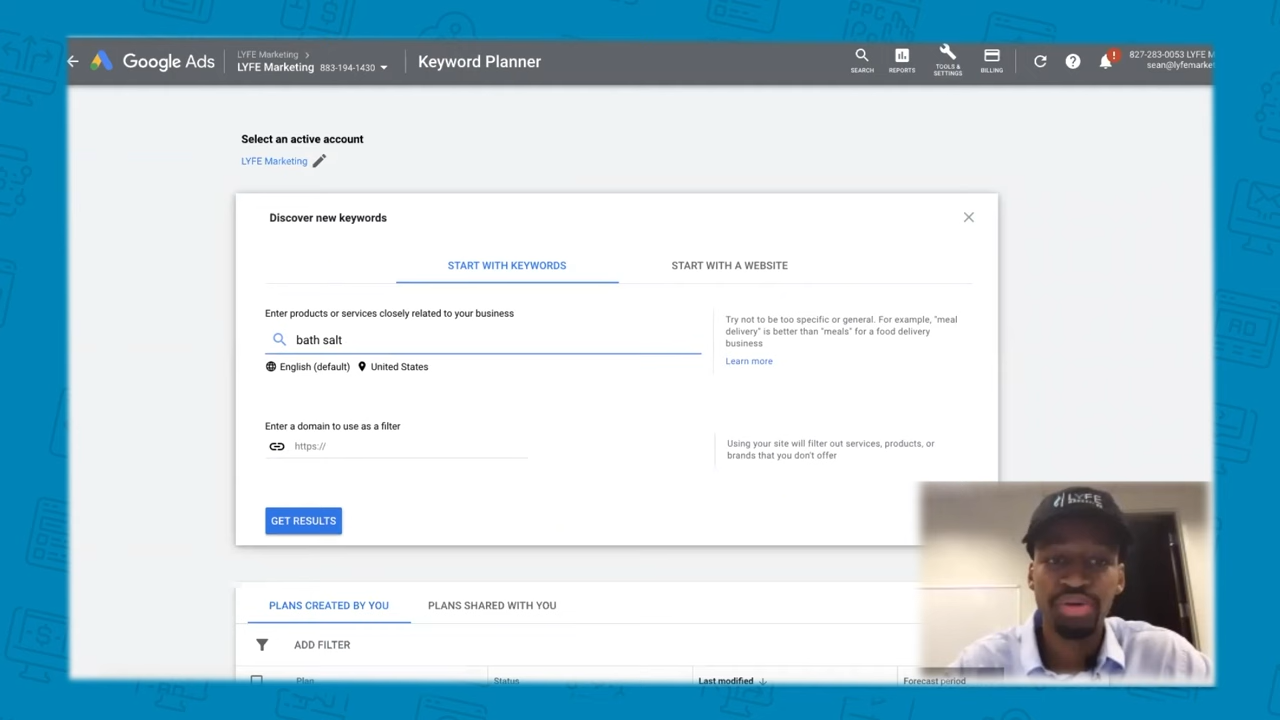 Google Ads
LYFE Marketing >
LYFE Marketing 883-194-1430
Keyword Planner
SEARCH
REPORTS
TOOLS &
SETTINGS
BILLING
!
827-283-0053 LYFE M
sean@lyfemarke
Select an active account
LYFE Marketing
Discover new keywords
START WITH KEYWORDS
START WITH A WEBSITE
Enter products or services closely related to your business
bath salt
English (default) United States
Try not to be too specific or general. For example, "meal
delivery" is better than "meals" for a food delivery
business
Learn more
Enter a domain to use as a filter
https://
Using your site will filter out services, products, or
brands that you don't offer
GET RESULTS
LYFE
PLANS CREATED BY YOU
PLANS SHARED WITH YOU
ADD FILTER
Plan
Status
Last modified
Forecast period